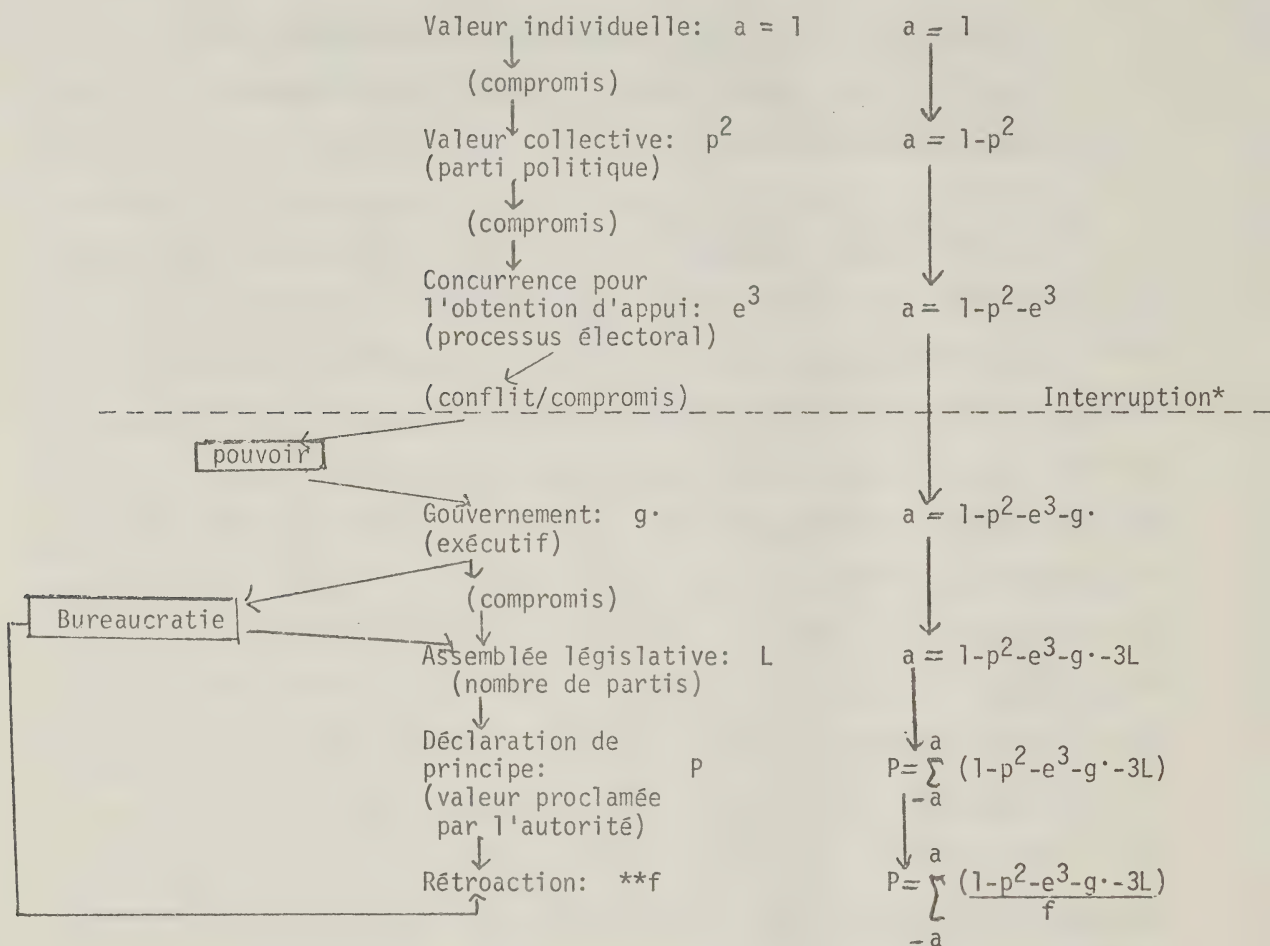 Valeur individuelle: a = 1 a = 1
(compromis)
Valeur collective: p² a = 1-p²
(parti politique)
(compromis)
Concurrence pour
l'obtention d'appui: e³ a = 1-p²-e³
(processus électoral)
(conflit/compromis) Interruption*
pouvoir
Gouvernement: g· a = 1-p²-e³-g·
(exécutif)
(compromis)
Bureaucratie
Assemblée législative: L a = 1-p²-e³-g·-3L
(nombre de partis)
Déclaration de a
principe: P P= Σ (1-p²-e³-g·-3L)
(valeur proclamée -a
par l'autorité)
a
Rétroaction: **f P= Σ (1-p²-e³-g·-3L)
f
-a